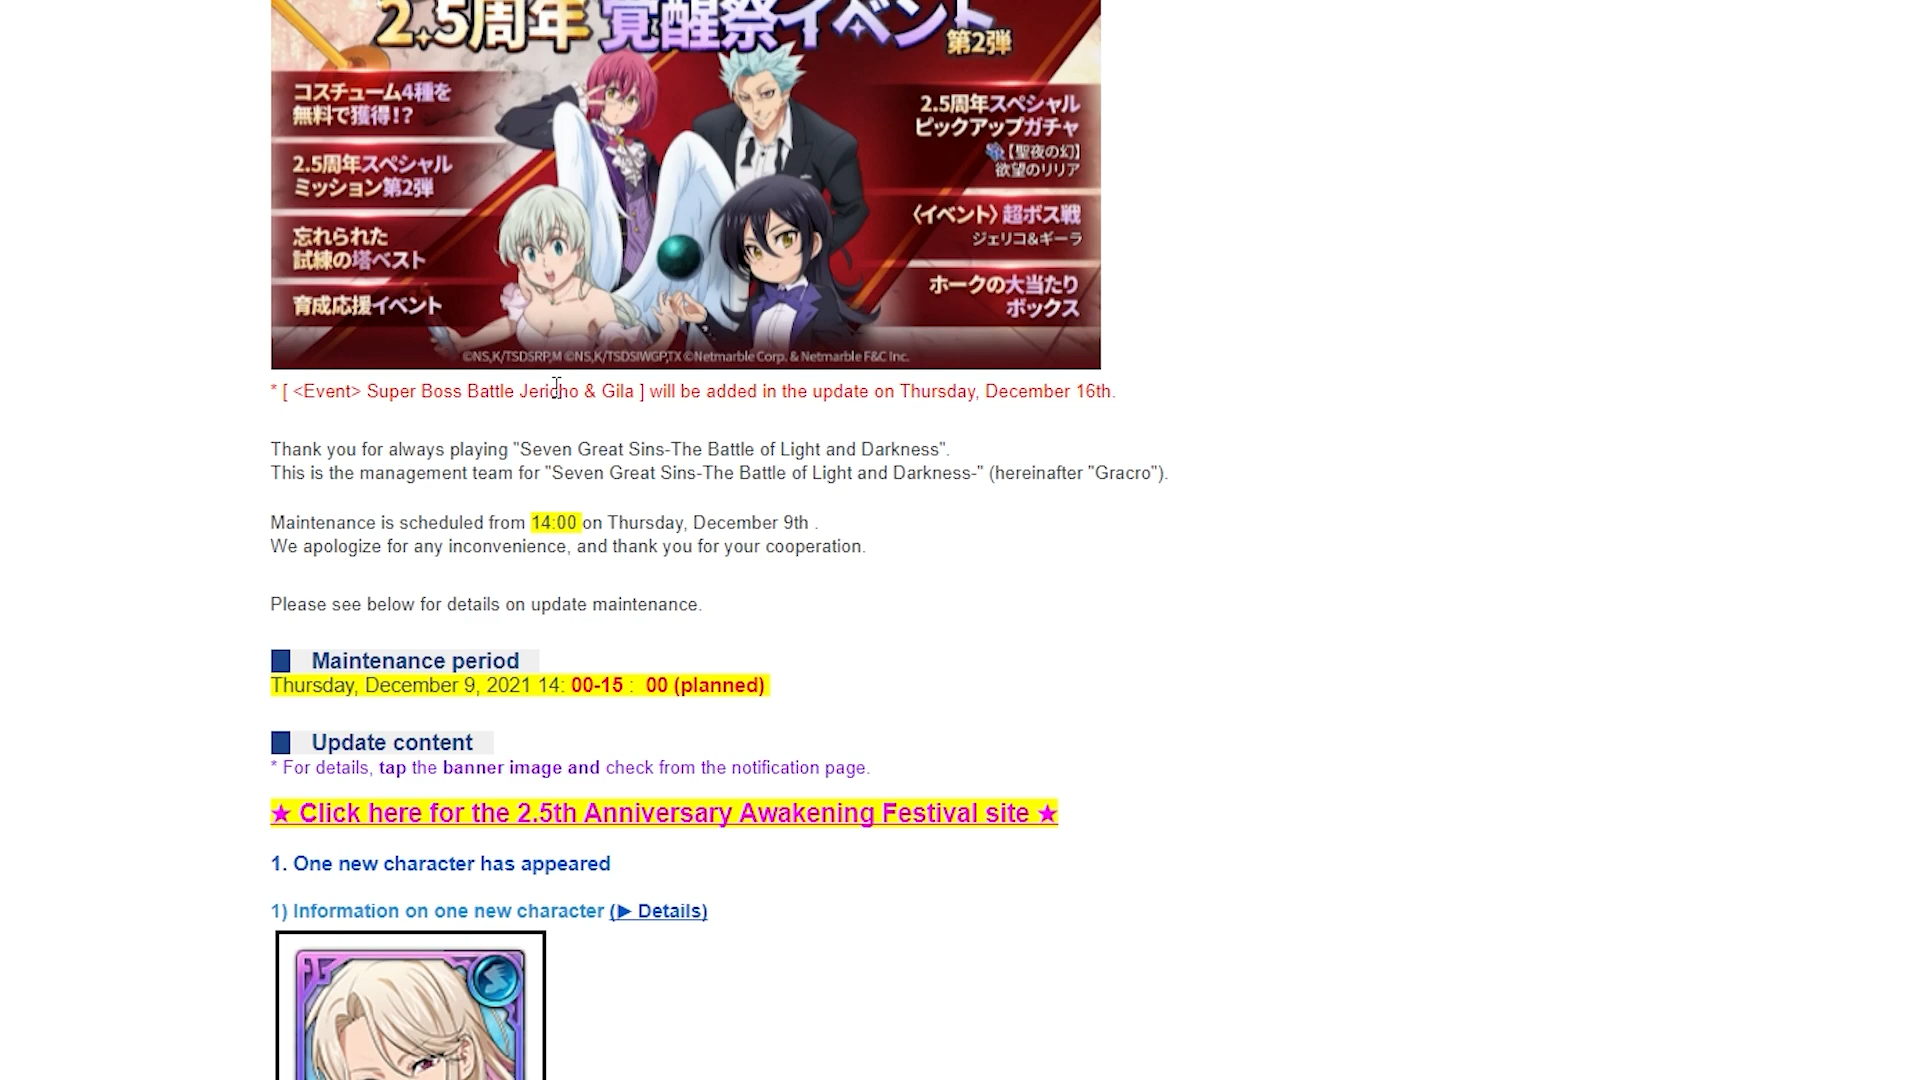 2.5周年 覚醒祭イベント
第2弾
コスチューム4種を
無料で獲得!?
2.5周年スペシャル
ミッション第2弾
忘れられた
試練の塔ベスト
育成応援イベント
2.5周年スペシャル
ピックアップガチャ
【聖夜の幻】
欲望のリリア
〈イベント〉超ボス戦
ジェリコ&ギーラ
ホークの大当たり
ボックス
©NS,K/TSDSRP,M ©NS,K/TSDSIWGP,TX ©Netmarble Corp. & Netmarble F&C Inc.
* [ <Event> Super Boss Battle Jericho & Gila ] will be added in the update on Thursday, December 16th.
Thank you for always playing "Seven Great Sins-The Battle of Light and Darkness".
This is the management team for "Seven Great Sins-The Battle of Light and Darkness-" (hereinafter "Gracro").
Maintenance is scheduled from 14:00 on Thursday, December 9th .
We apologize for any inconvenience, and thank you for your cooperation.
Please see below for details on update maintenance.
Maintenance period
Thursday, December 9, 2021 14: 00-15 : 00 (planned)
Update content
* For details, tap the banner image and check from the notification page.
★ Click here for the 2.5th Anniversary Awakening Festival site ★
1. One new character has appeared
1) Information on one new character (▶ Details)